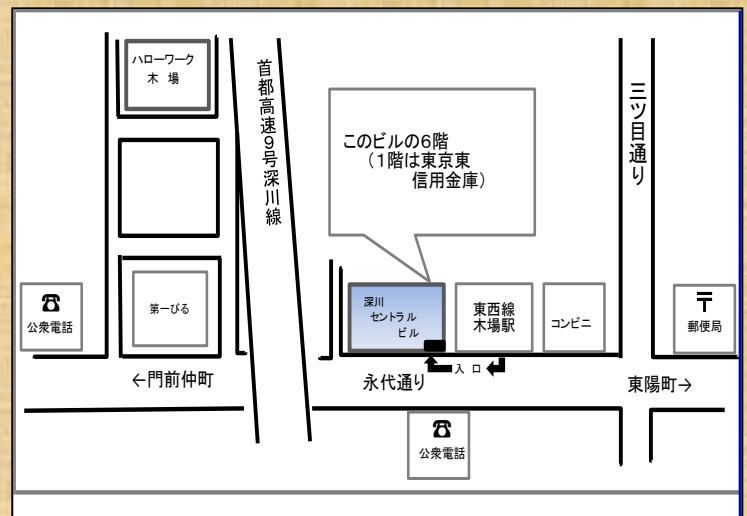 ハローワーク
木 場
首都高速9号深川線
三ツ目通り
このビルの6階
(1階は東京東
信用金庫)
公衆電話
第一びる
深川
セントラル
ビル
東西線
木場駅
コンビニ
〒
郵便局
入 口
←門前仲町
永代通り
東陽町→
公衆電話